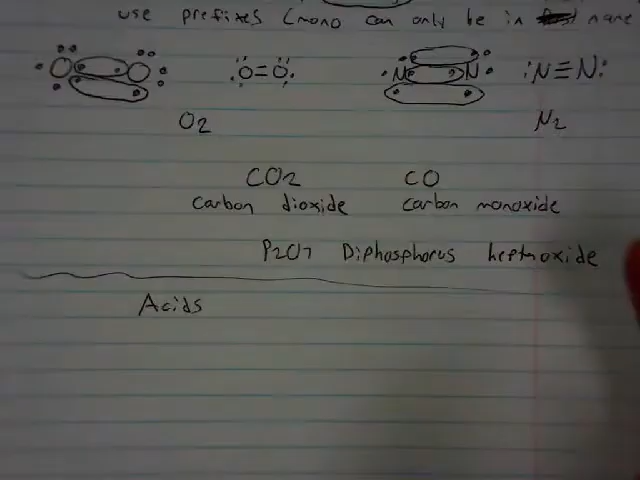 use prefixes (mono can only be in name
O O O=O N N :N≡N:
O2 N2
CO2 CO
Carbon dioxide carbon monoxide
P2O7 Diphosphorus heptoxide
Acids